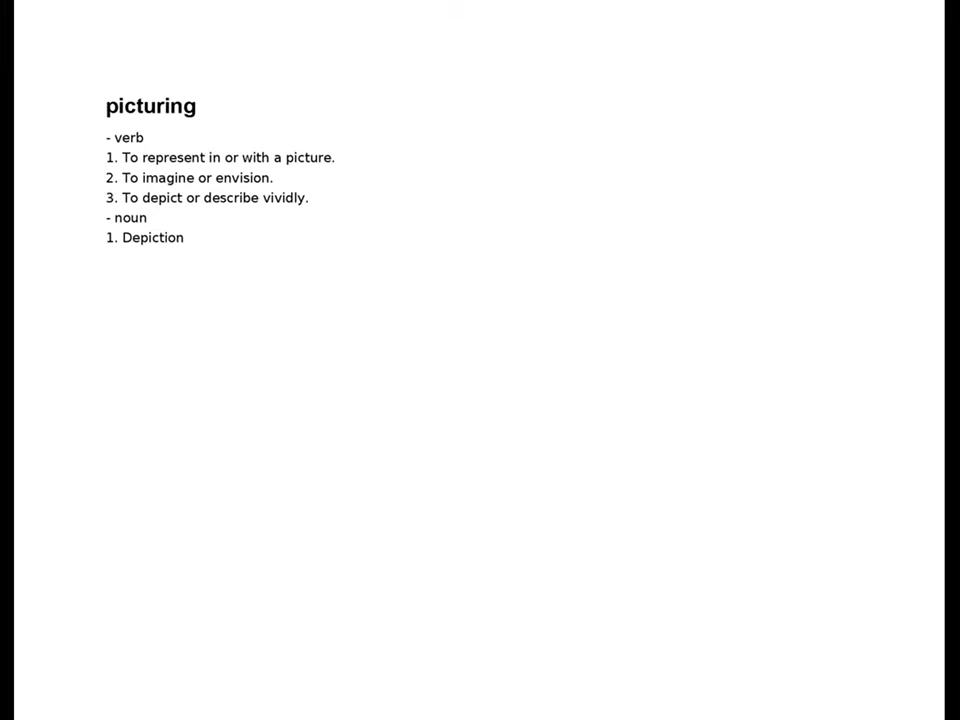 picturing
- verb
1. To represent in or with a picture.
2. To imagine or envision.
3. To depict or describe vividly.
- noun
1. Depiction